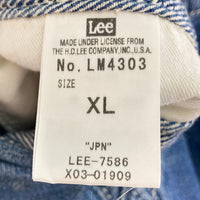 Lee
MADE UNDER LICENSE FROM
THE H.D.LEE COMPANY,INC.,U.S.A.
No. LM4303
SIZE
XL
"JPN"
LEE-7586
X03-01909